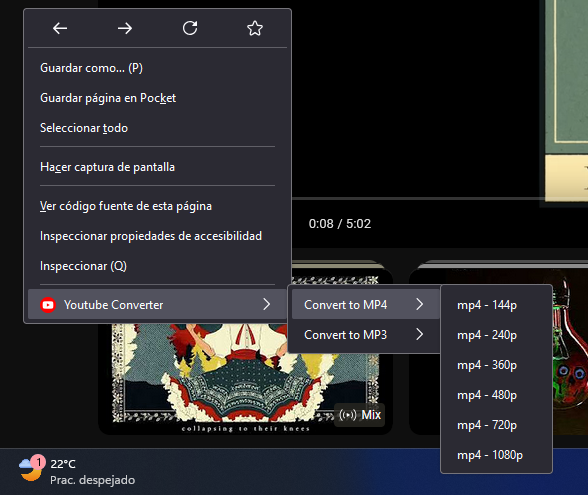 Guardar como... (P)
Guardar página en Pocket
Seleccionar todo
Hacer captura de pantalla
Ver código fuente de esta página
Inspeccionar propiedades de accesibilidad
Inspeccionar (Q)
Youtube Converter
Convert to MP4
Convert to MP3
mp4 - 144p
mp4 - 240p
mp4 - 360p
mp4 - 480p
mp4 - 720p
mp4 - 1080p
0:08 / 5:02
Mix
collapsing to their knees
1
22°C
Prac. despejado